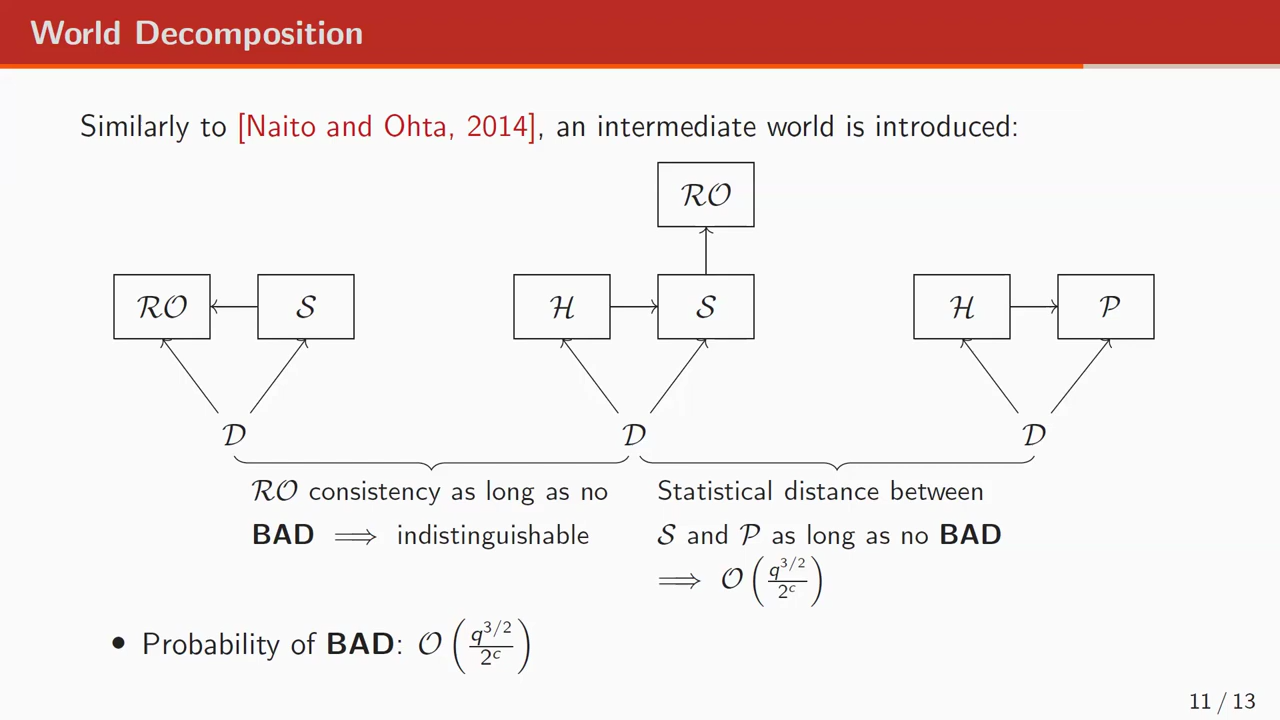 World Decomposition
Similarly to [Naito and Ohta, 2014], an intermediate world is introduced:
RO
RO S H S H P
D D D
RO consistency as long as no
BAD ⟹ indistinguishable
Statistical distance between
S and P as long as no BAD
⟹ O(q^{3/2}/2^c)
• Probability of BAD: O(q^{3/2}/2^c)
11 / 13